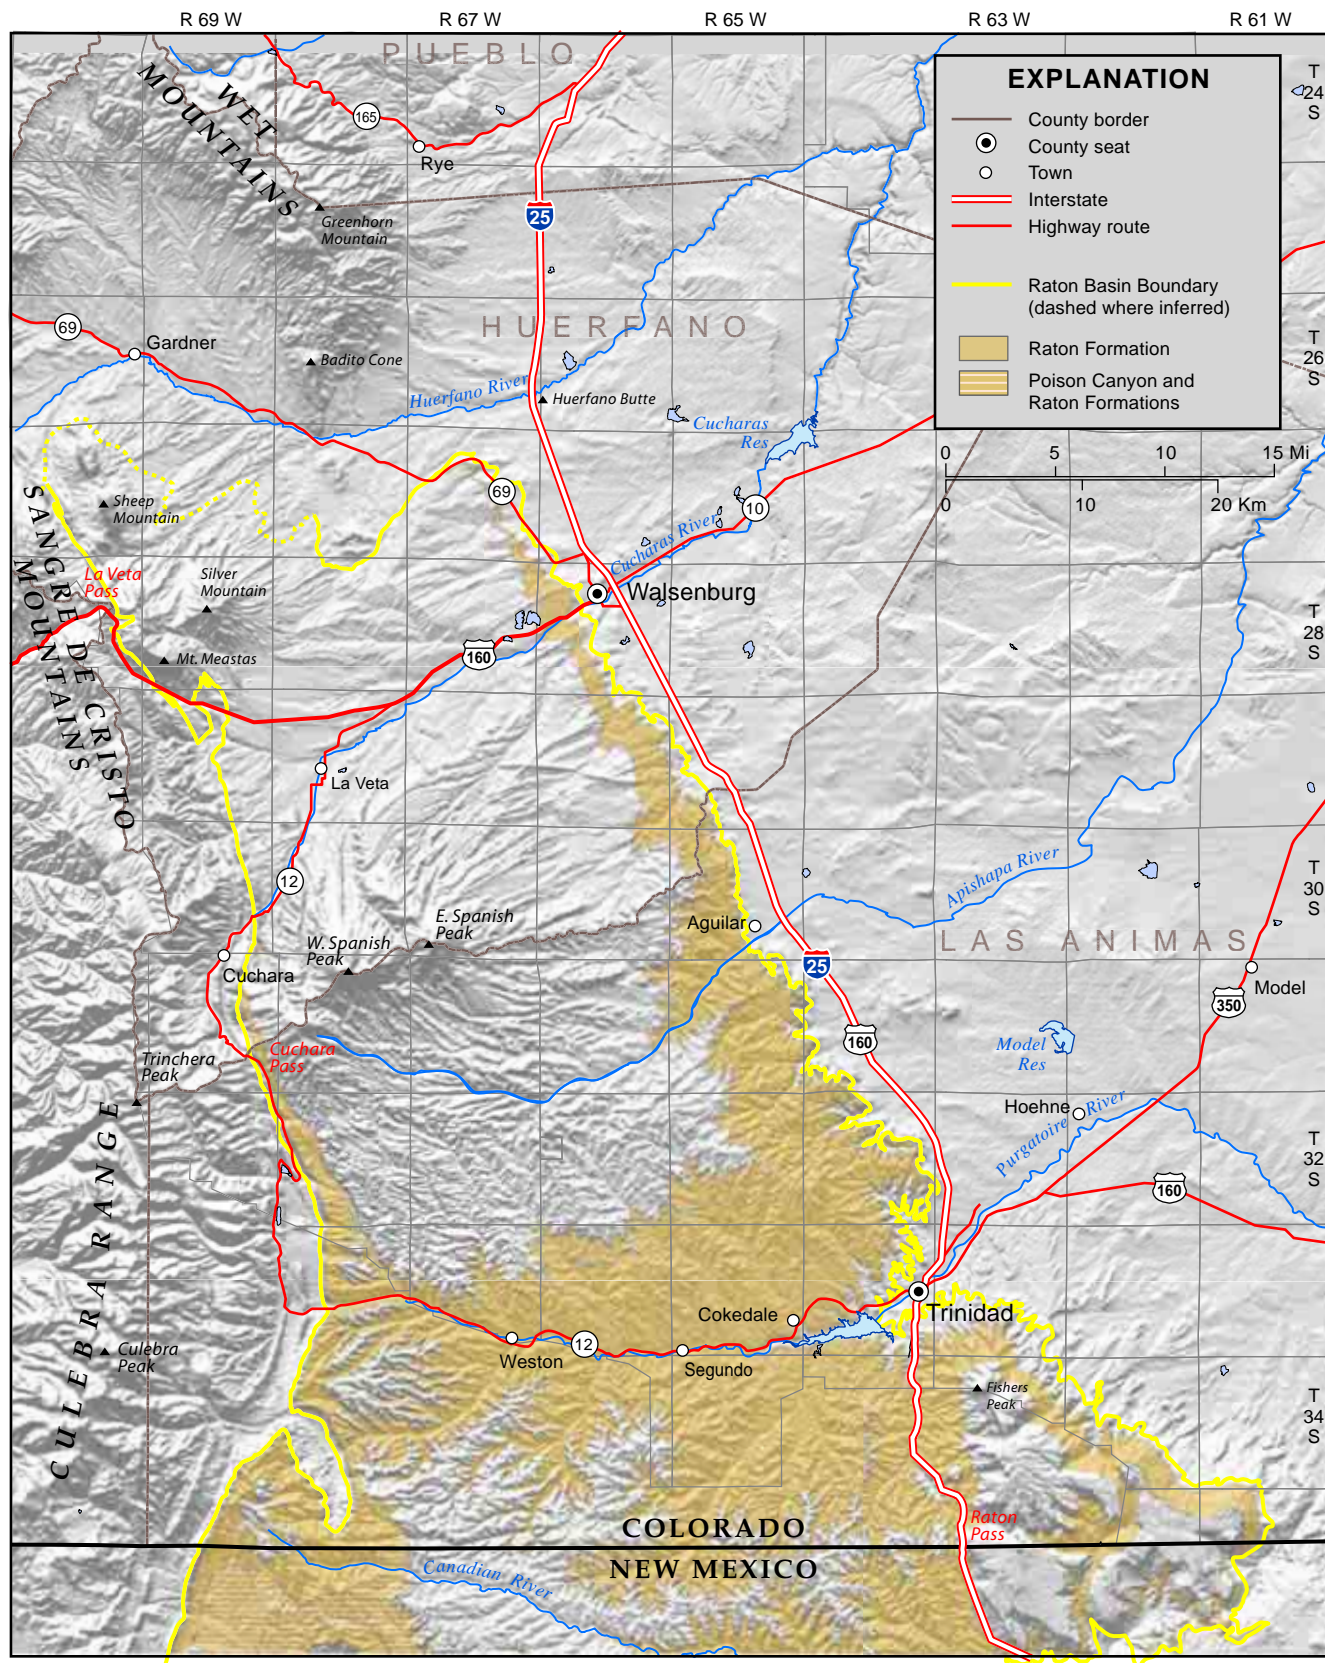 R 69 W
R 67 W
R 65 W
R 63 W
R 61 W
PUEBLO
WET
MOUNTAINS
165
Rye
Greenhorn
Mountain
25
EXPLANATION
County border
County seat
Town
Interstate
Highway route
Raton Basin Boundary
(dashed where inferred)
Raton Formation
Poison Canyon and
Raton Formations
T
24
S
HUERFANO
69
Gardner
Badito Cone
Huerfano River
Huerfano Butte
Cucharas
Res
T
26
S
0 5 10 15 Mi
0 10 20 Km
Sheep
Mountain
69
10
Cucharas River
SANGRE DE CRISTO
MOUNTAINS
La Veta
Pass
Silver
Mountain
Walsenburg
Mt. Meastas
160
T
28
S
La Veta
12
Apishapa River
T
30
S
E. Spanish
Peak
W. Spanish
Peak
Aguilar
LAS ANIMAS
25
Cuchara
Model
350
160
Model
Res
Trinchera
Peak
Cuchara
Pass
Hoehne
Purgatoire River
T
32
S
160
CULEBRA RANGE
Cokedale
Trinidad
12
Weston
Segundo
Culebra
Peak
Fishers
Peak
T
34
S
Raton
Pass
COLORADO
NEW MEXICO
Canadian River